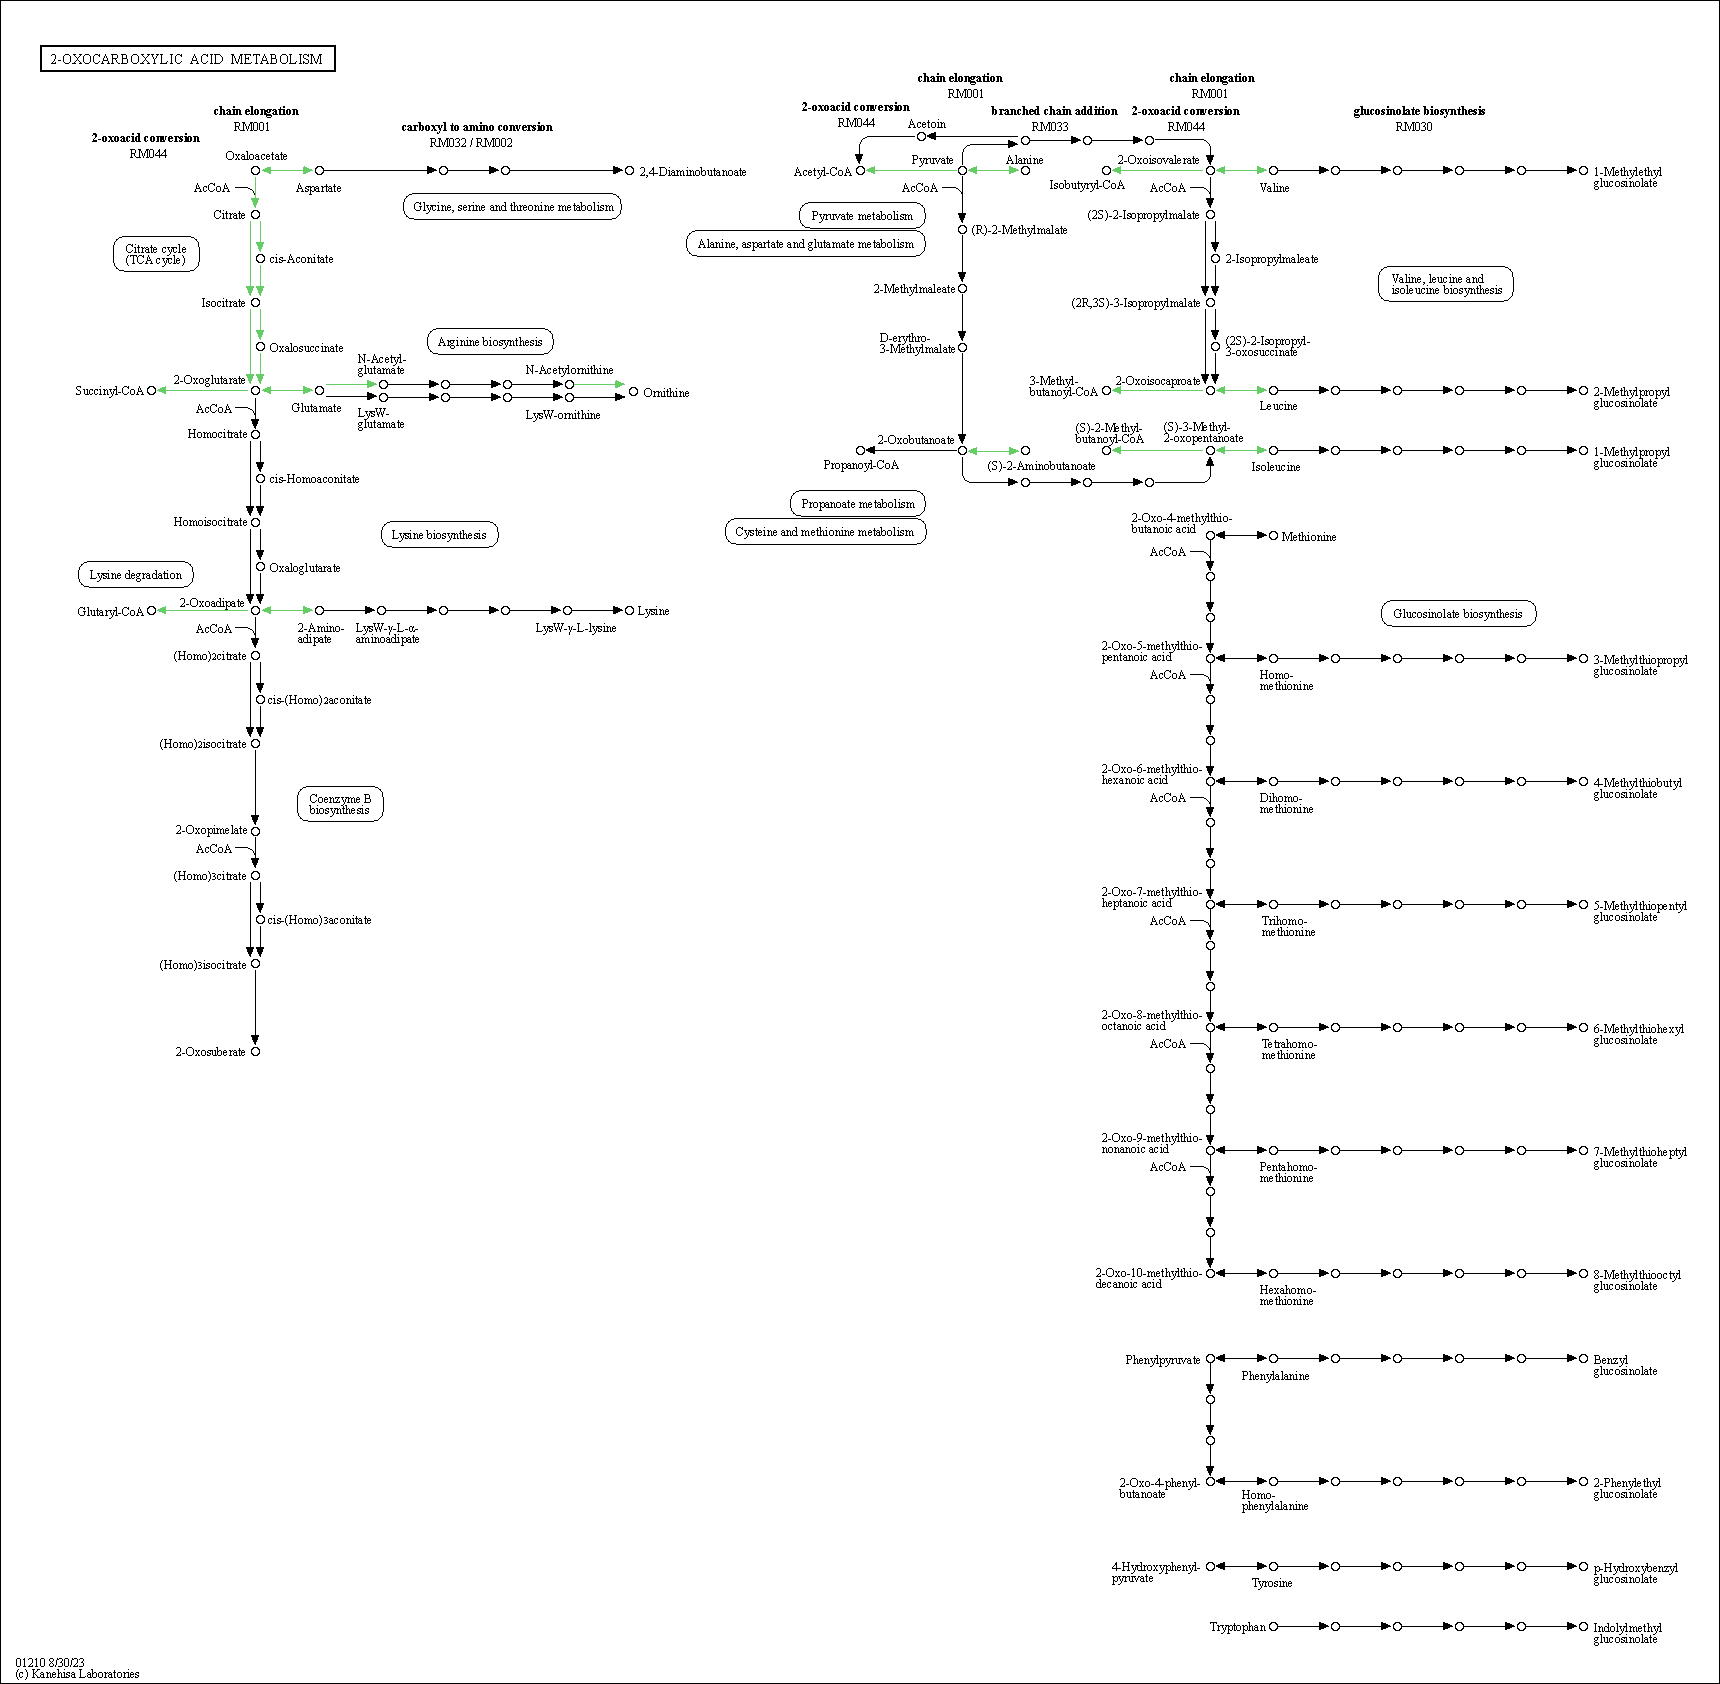 2-OXOCARBOXYLIC ACID METABOLISM
2-oxoacid conversion
RM044
chain elongation
RM001
carboxyl to amino conversion
RM032 / RM002
Oxaloacetate
Aspartate
2,4-Diaminobutanoate
AcCoA
Citrate
Glycine, serine and threonine metabolism
Citrate cycle
(TCA cycle)
cis-Aconitate
Isocitrate
Oxalosuccinate
Arginine biosynthesis
N-Acetyl-
glutamate
N-Acetylornithine
2-Oxoglutarate
Succinyl-CoA
Glutamate
Ornithine
LysW-
glutamate
LysW-ornithine
AcCoA
Homocitrate
cis-Homoaconitate
Homoisocitrate
Lysine biosynthesis
Oxaloglutarate
Lysine degradation
2-Oxoadipate
Glutaryl-CoA
2-Amino-
adipate
LysW-γ-L-α-
aminoadipate
LysW-γ-L-lysine
Lysine
AcCoA
(Homo)2citrate
cis-(Homo)2aconitate
(Homo)2isocitrate
Coenzyme B
biosynthesis
2-Oxopimelate
AcCoA
(Homo)3citrate
cis-(Homo)3aconitate
(Homo)3isocitrate
2-Oxosuberate
chain elongation
RM001
2-oxoacid conversion
RM044
branched chain addition
RM033
chain elongation
RM001
2-oxoacid conversion
RM044
glucosinolate biosynthesis
RM030
Acetoin
Acetyl-CoA
Pyruvate
Alanine
AcCoA
Pyruvate metabolism
Alanine, aspartate and glutamate metabolism
(R)-2-Methylmalate
2-Methylmaleate
D-erythro-
3-Methylmalate
2-Oxobutanoate
Propanoyl-CoA
(S)-2-Aminobutanoate
Propanoate metabolism
Cysteine and methionine metabolism
2-Oxoisovalerate
Isobutyryl-CoA
Valine
1-Methylethyl
glucosinolate
AcCoA
(2S)-2-Isopropylmalate
2-Isopropylmaleate
(2R,3S)-3-Isopropylmalate
Valine, leucine and
isoleucine biosynthesis
(2S)-2-Isopropyl-
3-oxosuccinate
3-Methyl-
butanoyl-CoA
2-Oxoisocaproate
Leucine
2-Methylpropyl
glucosinolate
(S)-2-Methyl-
butanoyl-CoA
(S)-3-Methyl-
2-oxopentanoate
Isoleucine
1-Methylpropyl
glucosinolate
2-Oxo-4-methylthio-
butanoic acid
Methionine
AcCoA
Glucosinolate biosynthesis
2-Oxo-5-methylthio-
pentanoic acid
AcCoA
Homo-
methionine
3-Methylthiopropyl
glucosinolate
2-Oxo-6-methylthio-
hexanoic acid
AcCoA
Dihomo-
methionine
4-Methylthiobutyl
glucosinolate
2-Oxo-7-methylthio-
heptanoic acid
AcCoA
Trihomo-
methionine
5-Methylthiopentyl
glucosinolate
2-Oxo-8-methylthio-
octanoic acid
AcCoA
Tetrahomo-
methionine
6-Methylthiohexyl
glucosinolate
2-Oxo-9-methylthio-
nonanoic acid
AcCoA
Pentahomo-
methionine
7-Methylthioheptyl
glucosinolate
2-Oxo-10-methylthio-
decanoic acid
Hexahomo-
methionine
8-Methylthiooctyl
glucosinolate
Phenylpyruvate
Phenylalanine
Benzyl
glucosinolate
2-Oxo-4-phenyl-
butanoate
Homo-
phenylalanine
2-Phenylethyl
glucosinolate
4-Hydroxyphenyl-
pyruvate
Tyrosine
p-Hydroxybenzyl
glucosinolate
Tryptophan
Indolylmethyl
glucosinolate
01210 8/30/23
(c) Kanehisa Laboratories